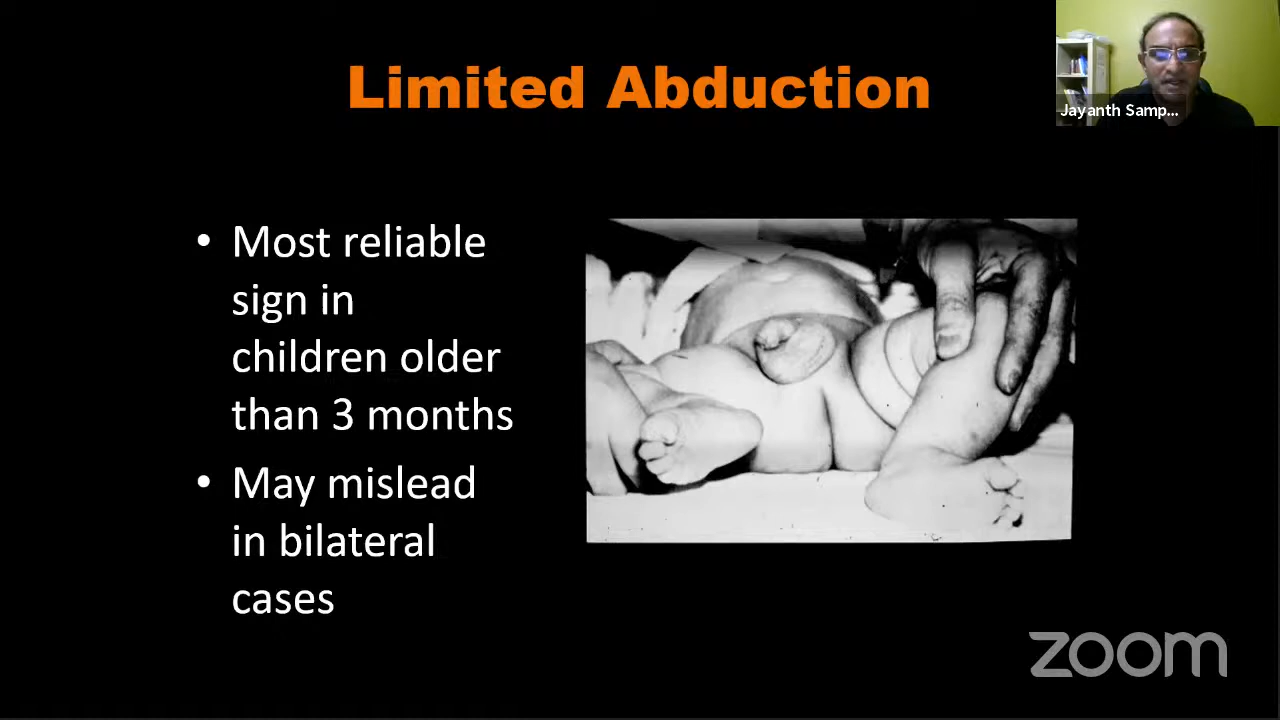 Limited Abduction
Jayanth Samp...
• Most reliable
sign in
children older
than 3 months
• May mislead
in bilateral
cases
zoom